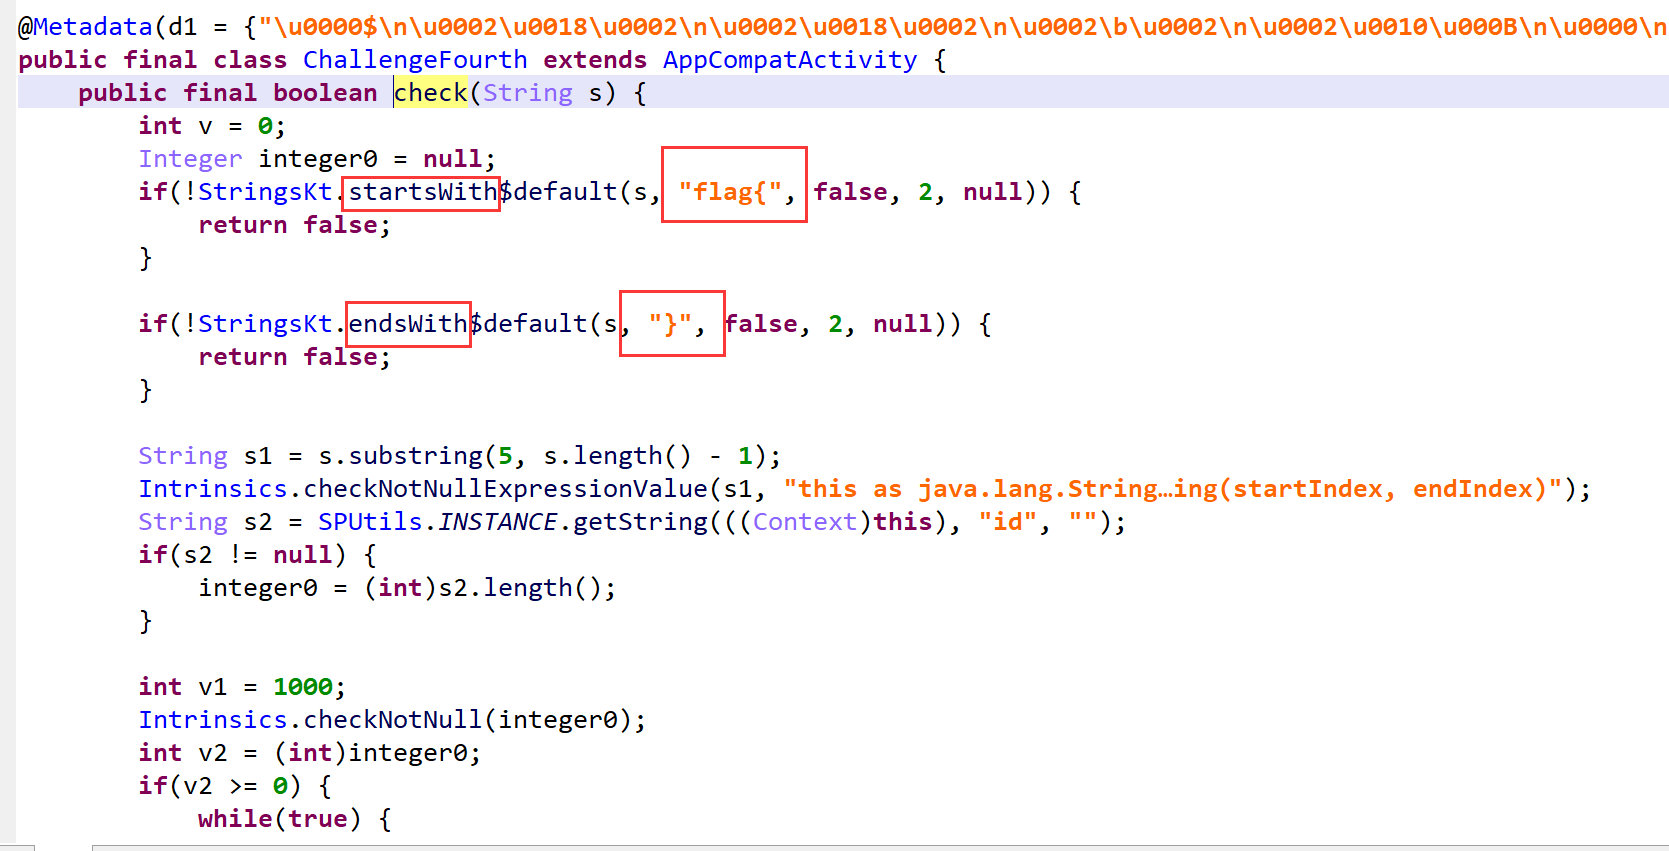 @Metadata(d1 = {"\u0000$\n\u0002\u0018\u0002\n\u0002\u0018\u0002\n\u0002\b\u0002\n\u0002\u0010\u000B\n\u0000\n
public final class ChallengeFourth extends AppCompatActivity {
    public final boolean check(String s) {
        int v = 0;
        Integer integer0 = null;
        if(!StringsKt.startsWith$default(s, "flag{", false, 2, null)) {
            return false;
        }
        if(!StringsKt.endsWith$default(s, "}", false, 2, null)) {
            return false;
        }
        String s1 = s.substring(5, s.length() - 1);
        Intrinsics.checkNotNullExpressionValue(s1, "this as java.lang.String…ing(startIndex, endIndex)");
        String s2 = SPUtils.INSTANCE.getString(((Context)this), "id", "");
        if(s2 != null) {
            integer0 = (int)s2.length();
        }
        int v1 = 1000;
        Intrinsics.checkNotNull(integer0);
        int v2 = (int)integer0;
        if(v2 >= 0) {
            while(true) {